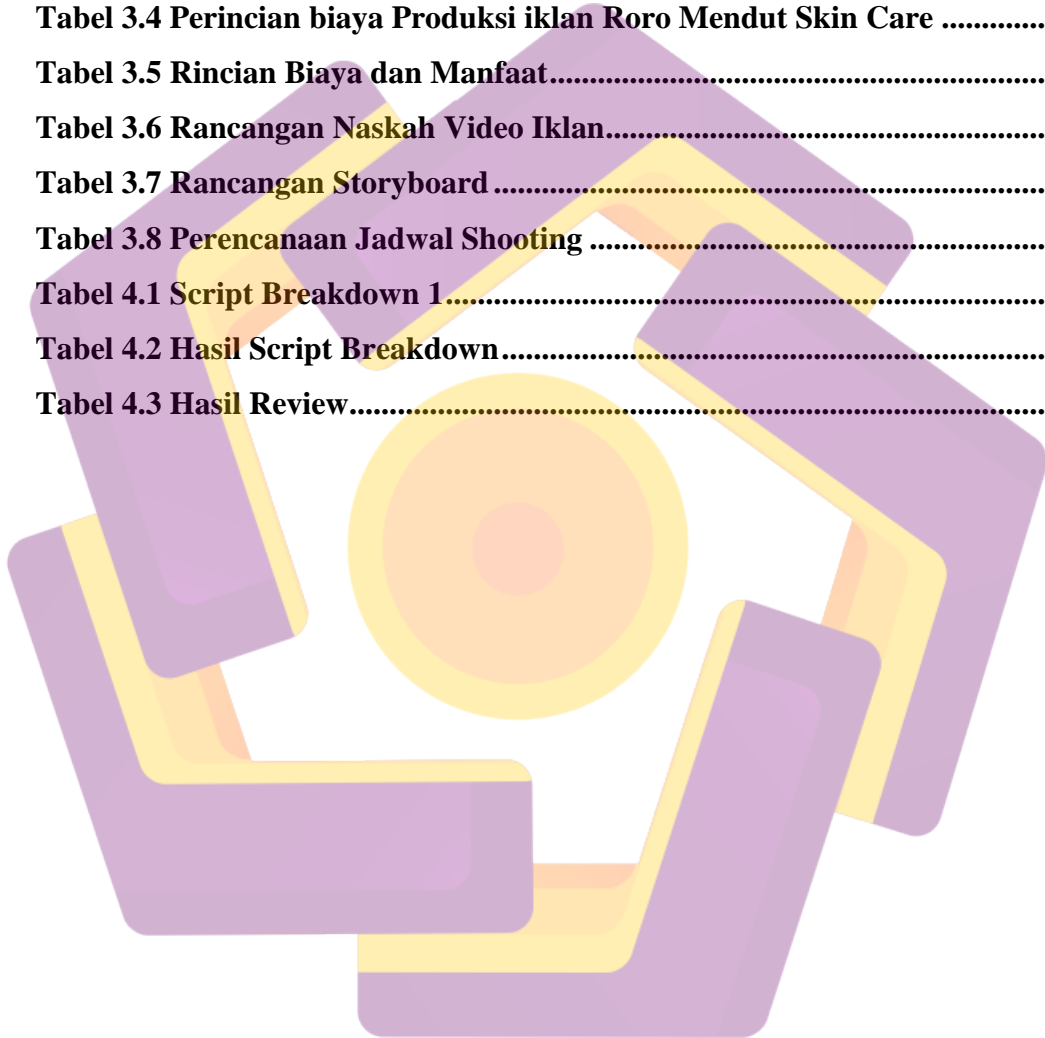 Tabel 3.4 Perincian biaya Produksi iklan Roro Mendut Skin Care .............
Tabel 3.5 Rincian Biaya dan Manfaat..............................................................
Tabel 3.6 Rancangan Naskah Video Iklan.......................................................
Tabel 3.7 Rancangan Storyboard .....................................................................
Tabel 3.8 Perencanaan Jadwal Shooting .........................................................
Tabel 4.1 Script Breakdown 1...........................................................................
Tabel 4.2 Hasil Script Breakdown....................................................................
Tabel 4.3 Hasil Review.......................................................................................